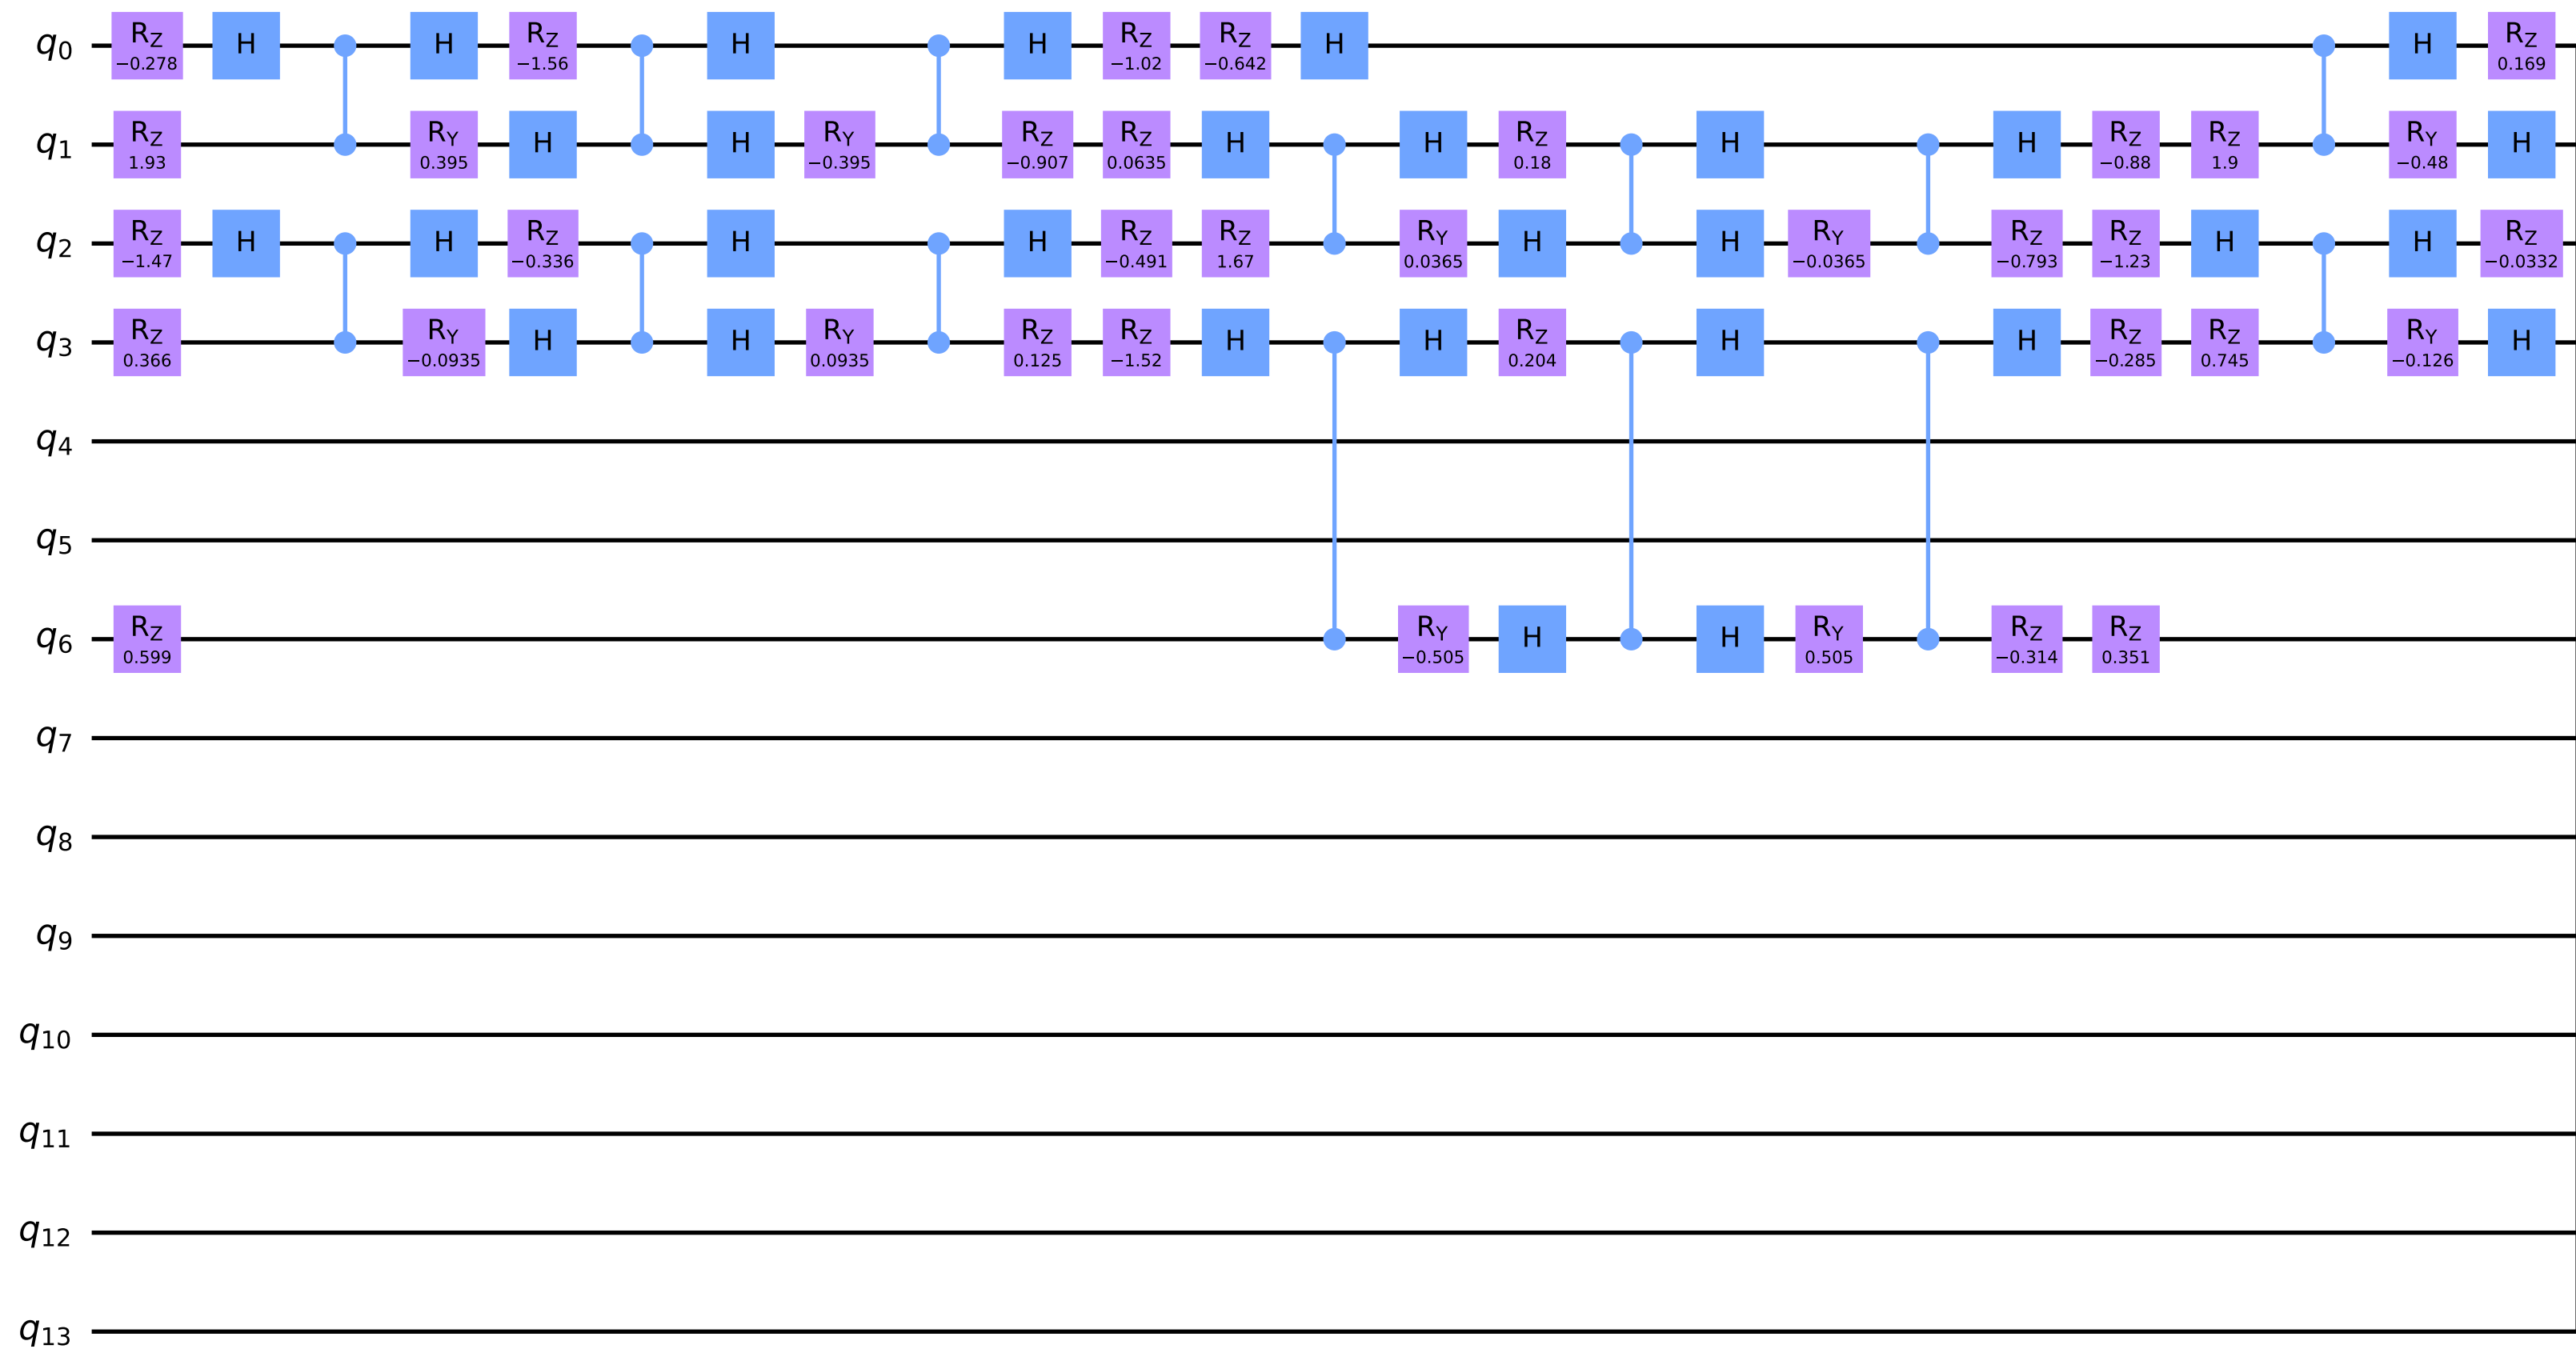 q0 RZ −0.278 H H RZ −1.56 H H RZ −1.02 RZ −0.642 H H RZ 0.169
q1 RZ 1.93 RY 0.395 H H RY −0.395 RZ −0.907 RZ 0.0635 H H RZ 0.18 H H RZ −0.88 RZ 1.9 RY −0.48 H
q2 RZ −1.47 H H RZ −0.336 H H RZ −0.491 RZ 1.67 RY 0.0365 H H RY −0.0365 RZ −0.793 RZ −1.23 H H RZ −0.0332
q3 RZ 0.366 RY −0.0935 H H RY 0.0935 RZ 0.125 RZ −1.52 H H RZ 0.204 H H RZ −0.285 RZ 0.745 RY −0.126 H
q4
q5
q6 RZ 0.599 RY −0.505 H H RY 0.505 RZ −0.314 RZ 0.351
q7
q8
q9
q10
q11
q12
q13